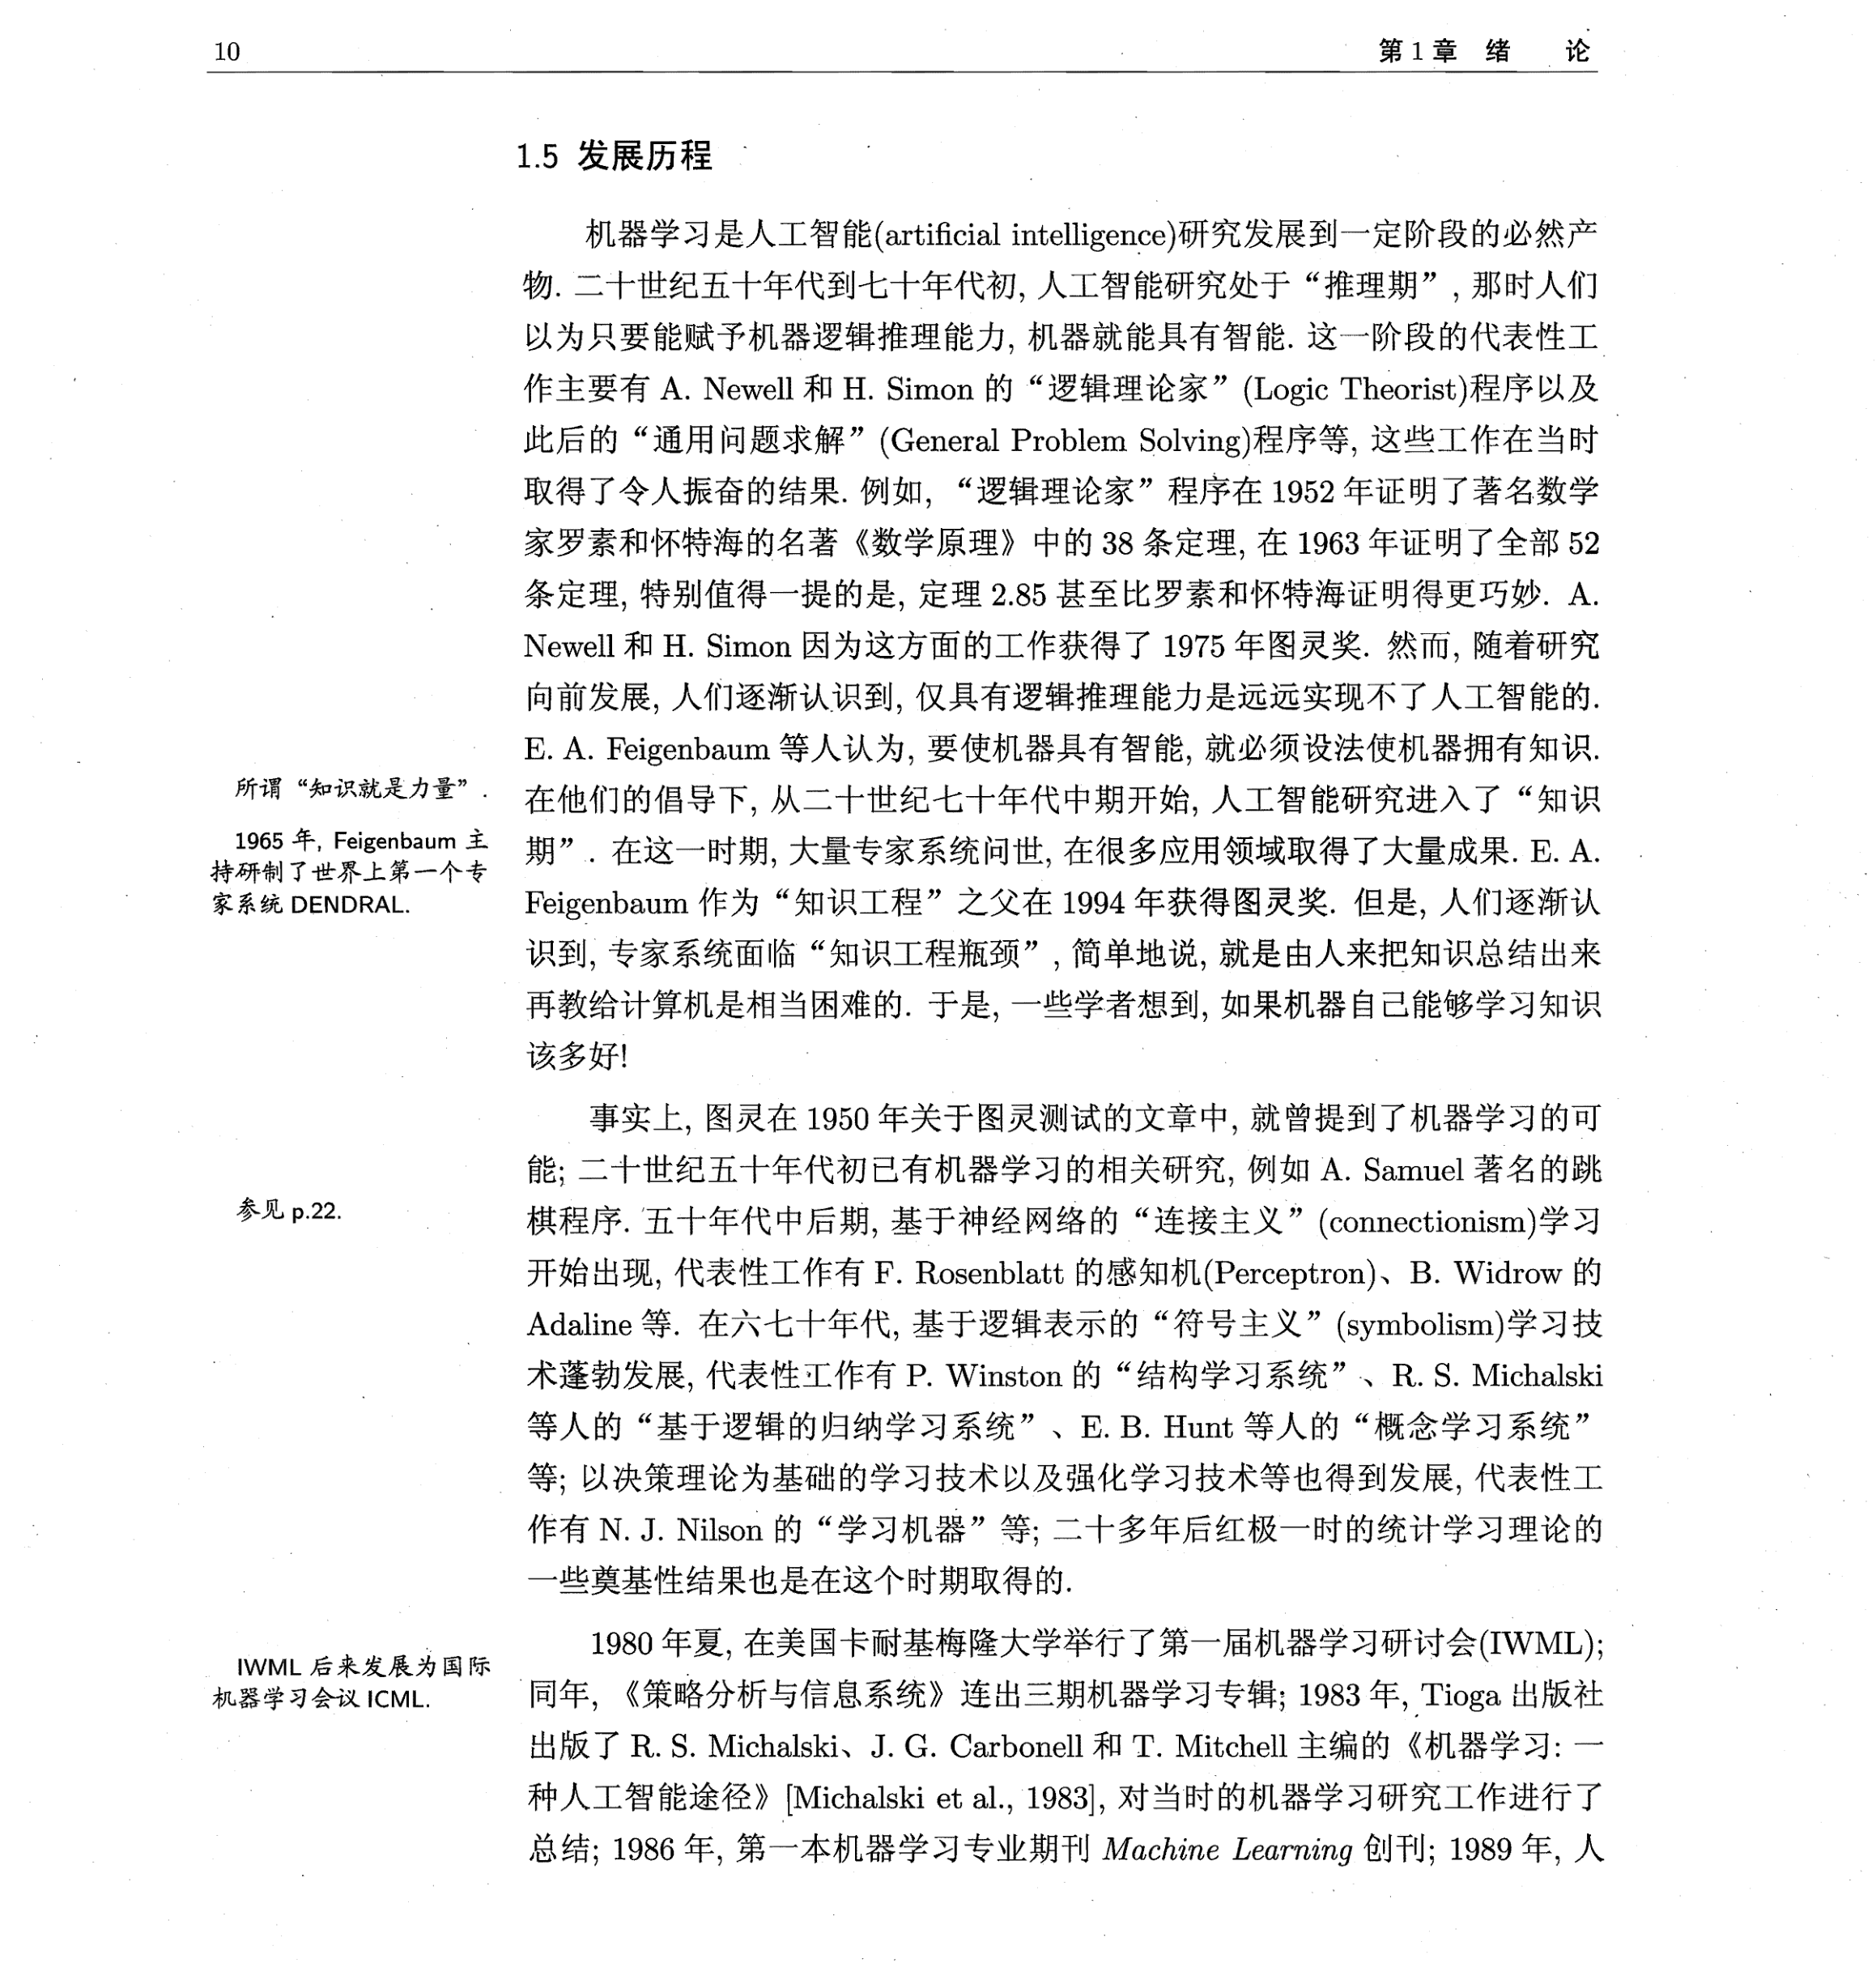 10
第 1 章 绪 论
1.5 发展历程
机器学习是人工智能(artificial intelligence)研究发展到一定阶段的必然产
物. 二十世纪五十年代到七十年代初, 人工智能研究处于“推理期”, 那时人们
以为只要能赋予机器逻辑推理能力, 机器就能具有智能. 这一阶段的代表性工
作主要有 A. Newell 和 H. Simon 的“逻辑理论家”(Logic Theorist)程序以及
此后的“通用问题求解”(General Problem Solving)程序等, 这些工作在当时
取得了令人振奋的结果. 例如, “逻辑理论家”程序在 1952 年证明了著名数学
家罗素和怀特海的名著《数学原理》中的 38 条定理, 在 1963 年证明了全部 52
条定理, 特别值得一提的是, 定理 2.85 甚至比罗素和怀特海证明得更巧妙. A.
Newell 和 H. Simon 因为这方面的工作获得了 1975 年图灵奖. 然而, 随着研究
向前发展, 人们逐渐认识到, 仅具有逻辑推理能力是远远实现不了人工智能的.
E. A. Feigenbaum 等人认为, 要使机器具有智能, 就必须设法使机器拥有知识.
所谓“知识就是力量”.
在他们的倡导下, 从二十世纪七十年代中期开始, 人工智能研究进入了“知识
1965 年, Feigenbaum 主
持研制了世界上第一个专
家系统 DENDRAL.
期”. 在这一时期, 大量专家系统问世, 在很多应用领域取得了大量成果. E. A.
Feigenbaum 作为“知识工程”之父在 1994 年获得图灵奖. 但是, 人们逐渐认
识到, 专家系统面临“知识工程瓶颈”, 简单地说, 就是由人来把知识总结出来
再教给计算机是相当困难的. 于是, 一些学者想到, 如果机器自己能够学习知识
该多好!
事实上, 图灵在 1950 年关于图灵测试的文章中, 就曾提到了机器学习的可
能; 二十世纪五十年代初已有机器学习的相关研究, 例如 A. Samuel 著名的跳
参见 p.22.
棋程序. 五十年代中后期, 基于神经网络的“连接主义”(connectionism)学习
开始出现, 代表性工作有 F. Rosenblatt 的感知机(Perceptron)、B. Widrow 的
Adaline 等. 在六七十年代, 基于逻辑表示的“符号主义”(symbolism)学习技
术蓬勃发展, 代表性工作有 P. Winston 的“结构学习系统”、R. S. Michalski
等人的“基于逻辑的归纳学习系统”、E. B. Hunt 等人的“概念学习系统”
等; 以决策理论为基础的学习技术以及强化学习技术等也得到发展, 代表性工
作有 N. J. Nilson 的“学习机器”等; 二十多年后红极一时的统计学习理论的
一些奠基性结果也是在这个时期取得的.
1980 年夏, 在美国卡耐基梅隆大学举行了第一届机器学习研讨会(IWML);
IWML 后来发展为国际
机器学习会议 ICML.
同年, 《策略分析与信息系统》连出三期机器学习专辑; 1983 年, Tioga 出版社
出版了 R. S. Michalski、J. G. Carbonell 和 T. Mitchell 主编的《机器学习: 一
种人工智能途径》[Michalski et al., 1983], 对当时的机器学习研究工作进行了
总结; 1986 年, 第一本机器学习专业期刊 Machine Learning 创刊; 1989 年, 人